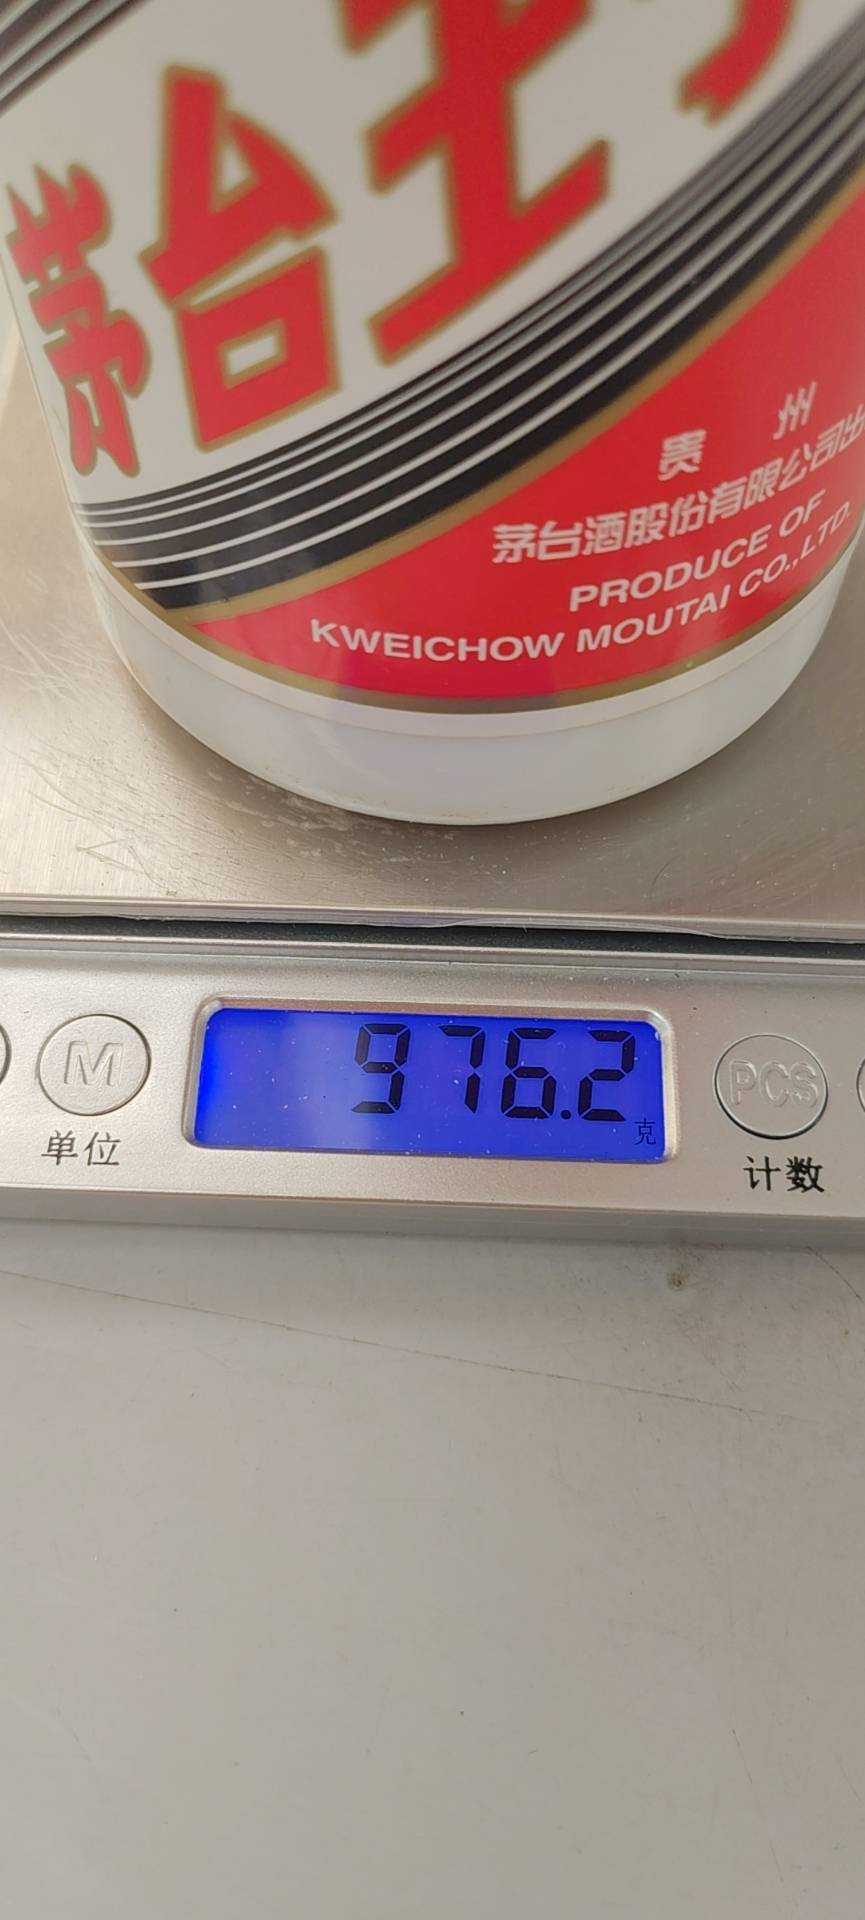 茅台王
贵州
茅台酒股份有限公司出
PRODUCE OF
KWEICHOW MOUTAI CO.,LTD.
976.2
克
M
PCS
单位
计数